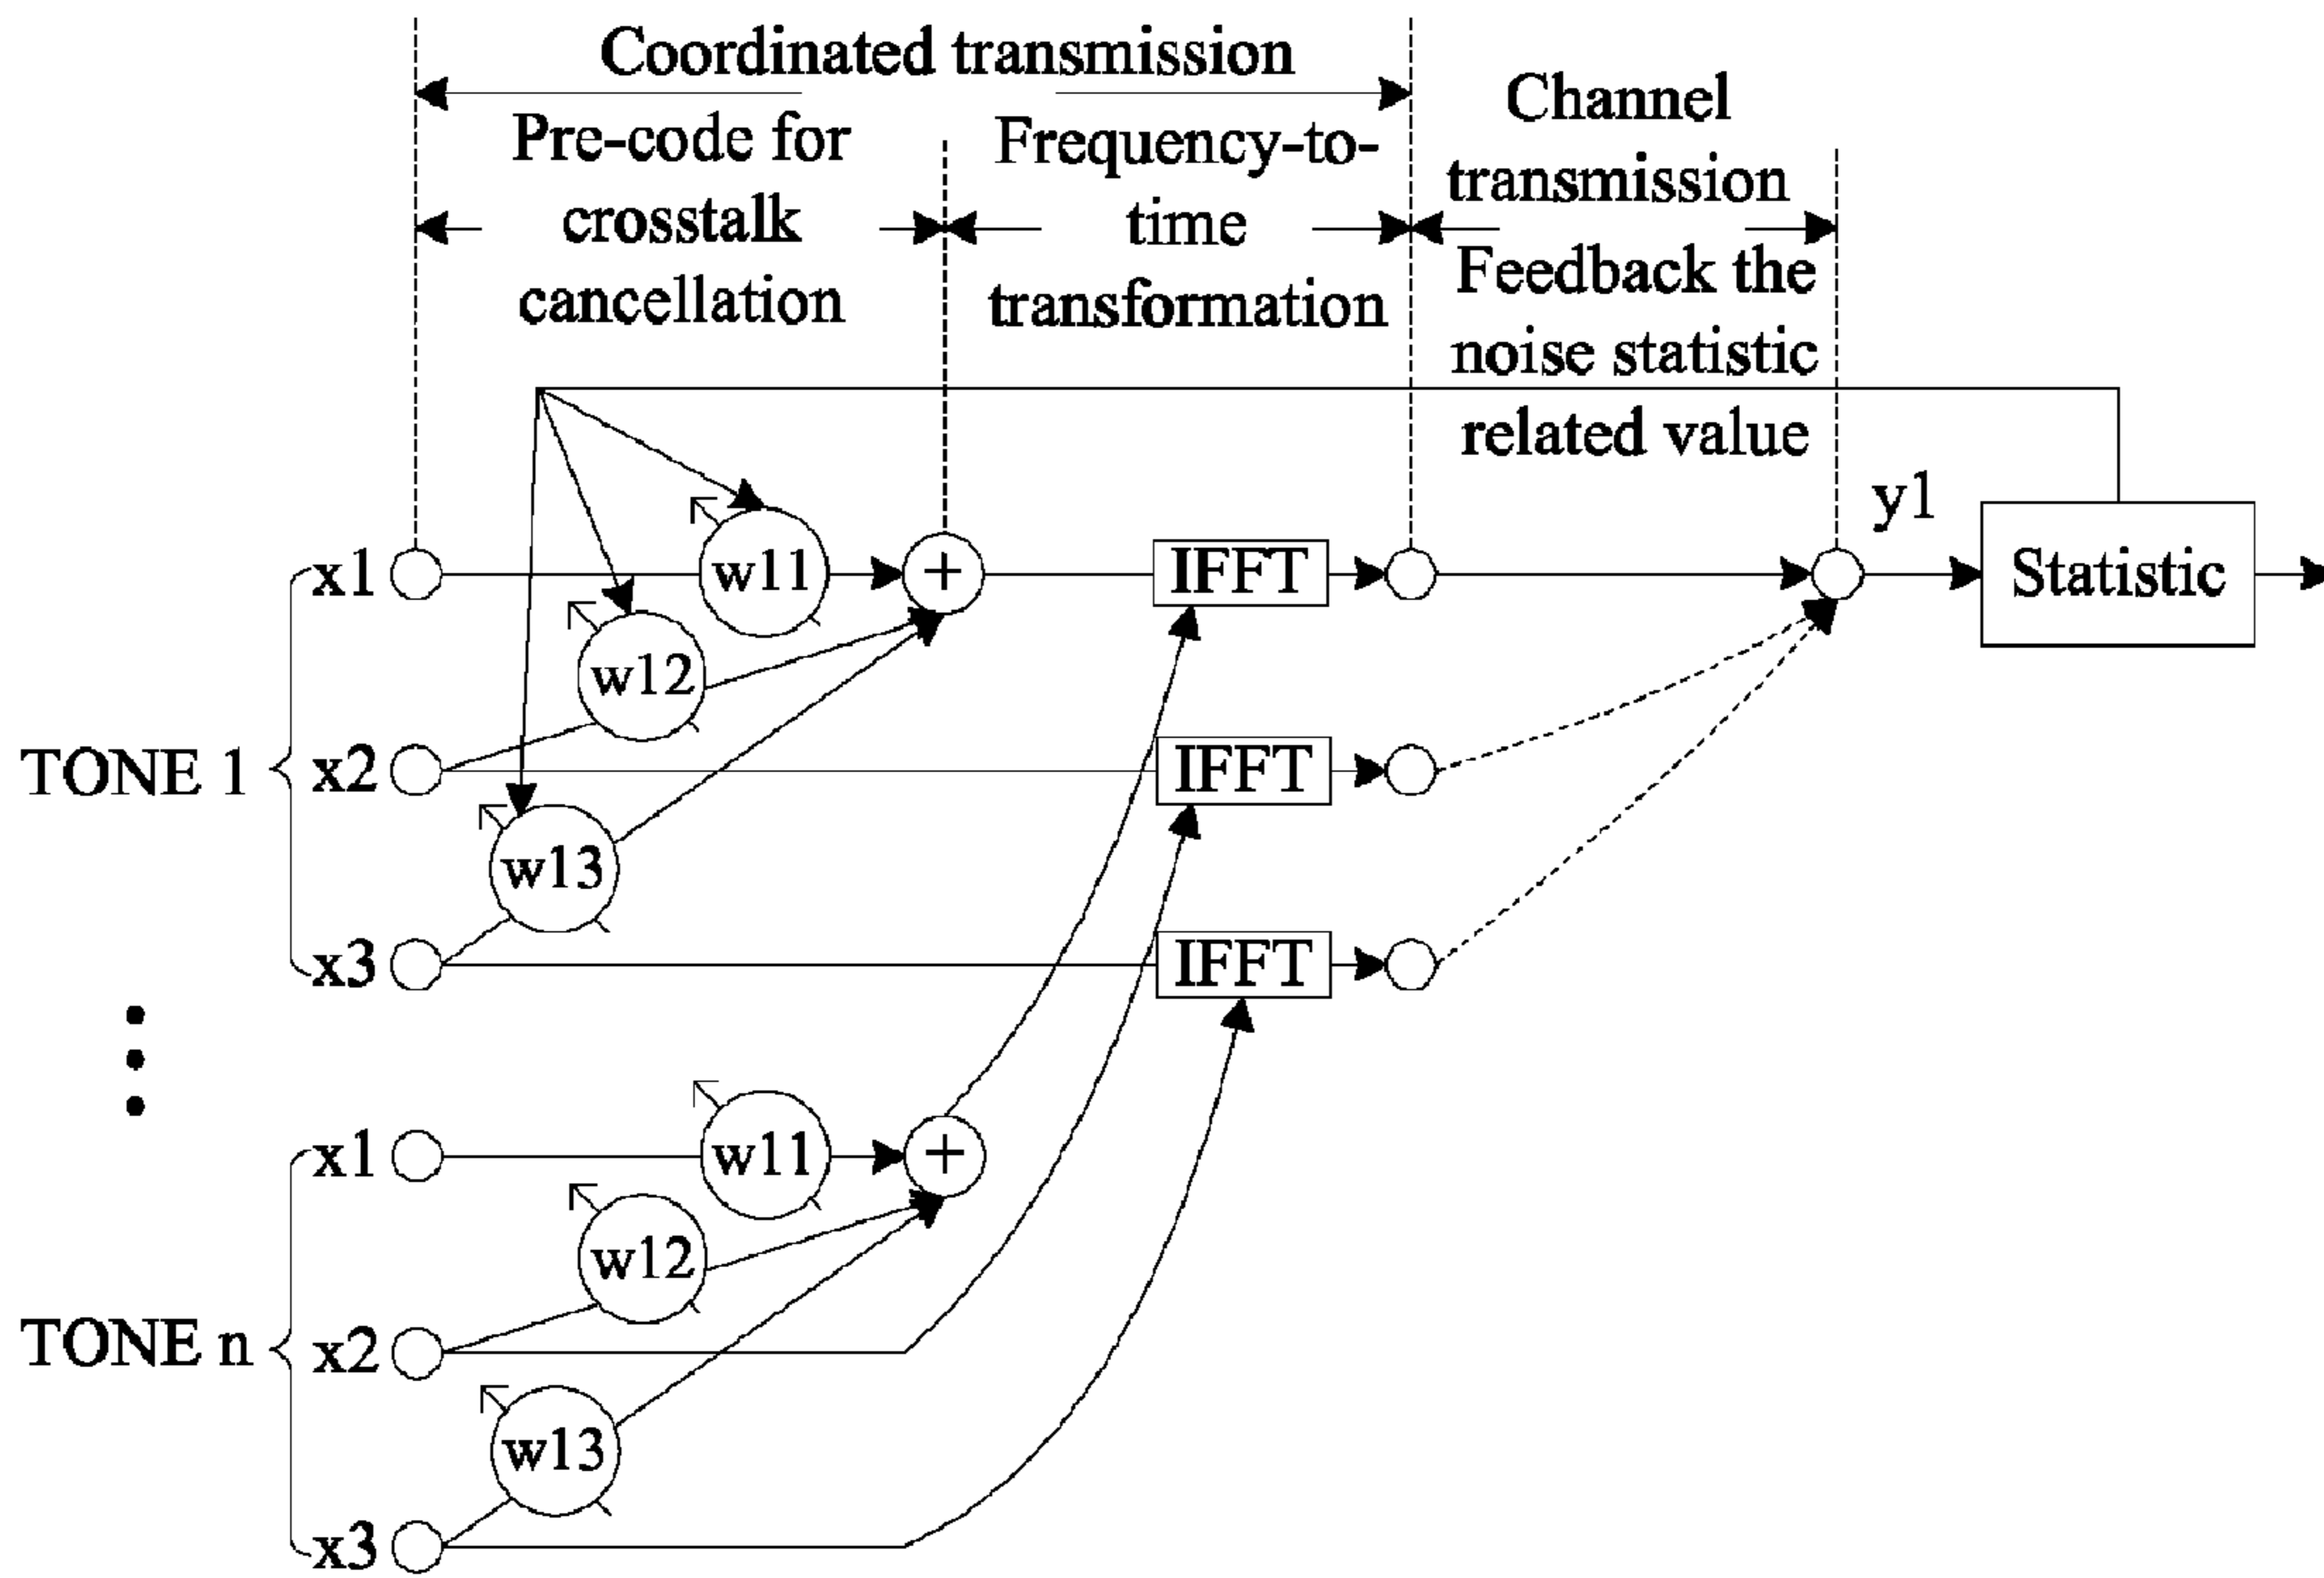 Coordinated transmission
Pre-code for
crosstalk
cancellation
Frequency-to-
time
transformation
Channel
transmission
Feedback the
noise statistic
related value
y1
x1
w11
+
IFFT
Statistic
w12
TONE 1
x2
IFFT
w13
x3
IFFT
x1
w11
+
w12
TONE n
x2
w13
x3